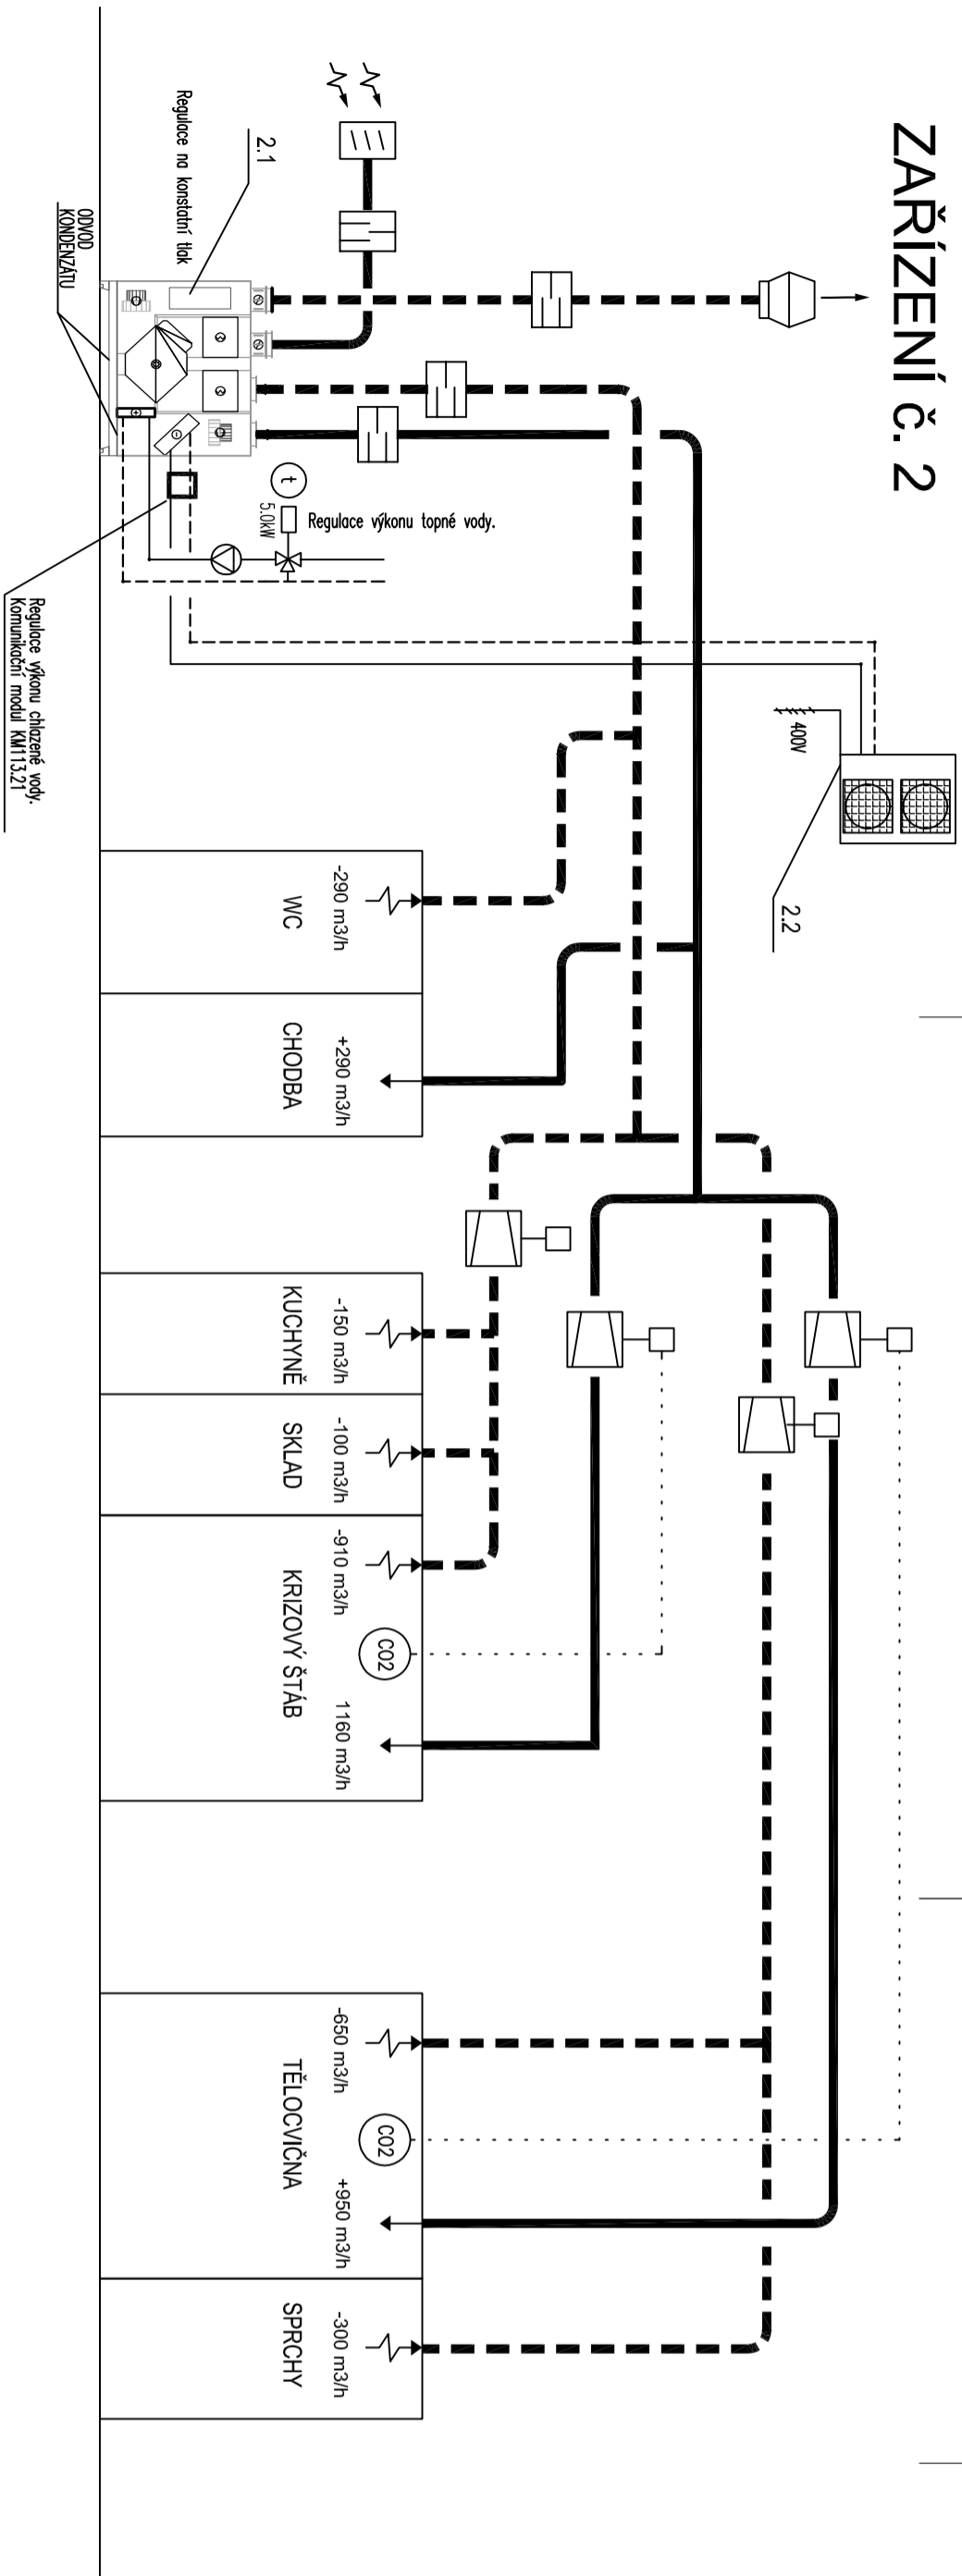 ZAŘÍZENÍ č. 2
2.1
Regulace na konstatní tlak
ODVOD
KONDENZÁTU
t
5.0kW
Regulace výkonu topné vody.
Regulace výkonu chlazené vody.
Komunikační modul KM113.21
400V
2.2
-290 m3/h
WC
+290 m3/h
CHODBA
-150 m3/h
KUCHYNĚ
-100 m3/h
SKLAD
-910 m3/h
CO2
1160 m3/h
KRIZOVÝ ŠTÁB
-650 m3/h
CO2
+950 m3/h
TĚLOCVIČNA
-300 m3/h
SPRCHY